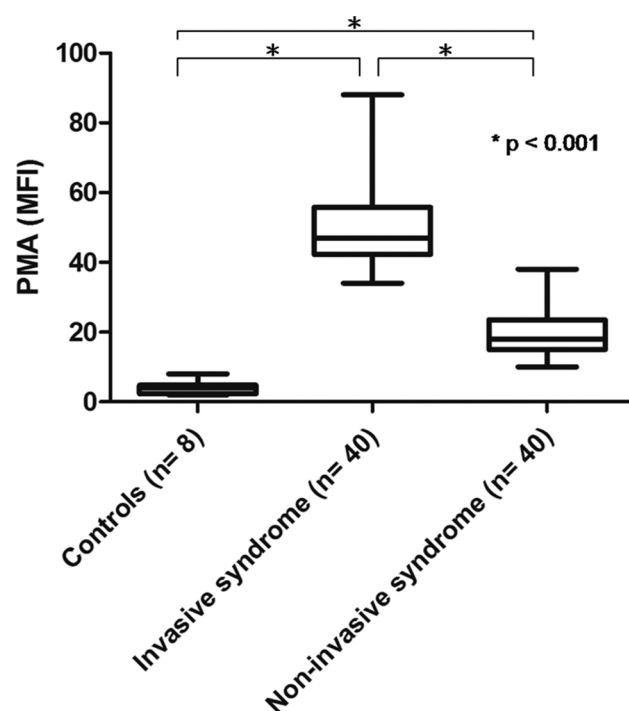 *
* *
100
* p < 0.001
80
60
40
20
0
PMA (MFI)
Controls (n= 8)
Invasive syndrome (n= 40)
Non-invasive syndrome (n= 40)